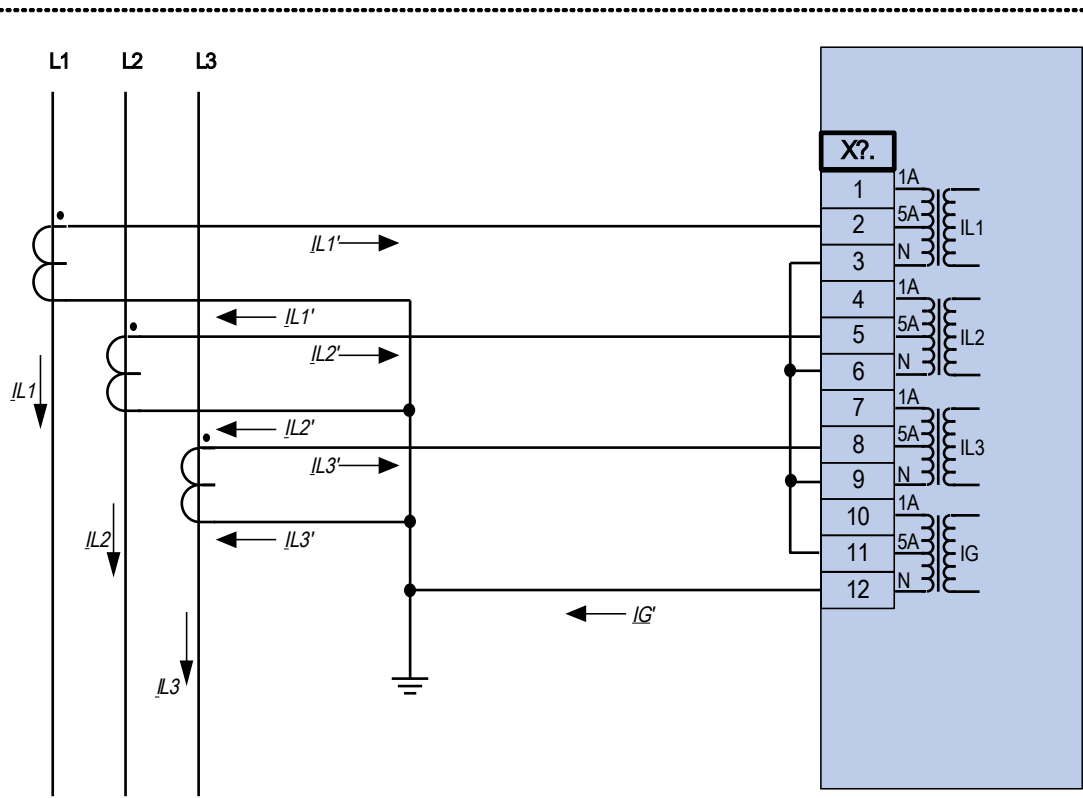 L1 L2 L3
X?.
1 1A
2 5A IL1
3 N
4 1A
5 5A IL2
6 N
7 1A
8 5A IL3
9 N
10 1A
11 5A IG
12 N
IL1'
IL1'
IL2'
IL1
IL2'
IL3'
IL2
IL3'
IG'
IL3